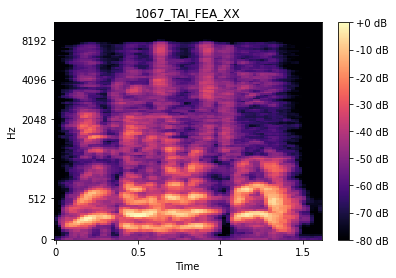 1067_TAI_FEA_XX
Hz
8192
4096
2048
1024
512
0
0
0.5
1
1.5
Time
+0 dB
-10 dB
-20 dB
-30 dB
-40 dB
-50 dB
-60 dB
-70 dB
-80 dB